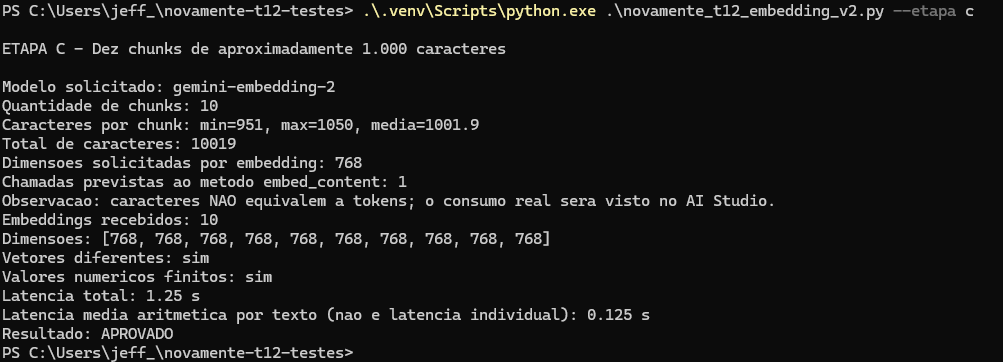 PS C:\Users\jeff_\novamente-t12-testes> .\.venv\Scripts\python.exe .\novamente_t12_embedding_v2.py --etapa c
ETAPA C - Dez chunks de aproximadamente 1.000 caracteres
Modelo solicitado: gemini-embedding-2
Quantidade de chunks: 10
Caracteres por chunk: min=951, max=1050, media=1001.9
Total de caracteres: 10019
Dimensoes solicitadas por embedding: 768
Chamadas previstas ao metodo embed_content: 1
Observacao: caracteres NAO equivalem a tokens; o consumo real sera visto no AI Studio.
Embeddings recebidos: 10
Dimensoes: [768, 768, 768, 768, 768, 768, 768, 768, 768, 768]
Vetores diferentes: sim
Valores numericos finitos: sim
Latencia total: 1.25 s
Latencia media aritmetica por texto (nao e latencia individual): 0.125 s
Resultado: APROVADO
PS C:\Users\jeff_\novamente-t12-testes>